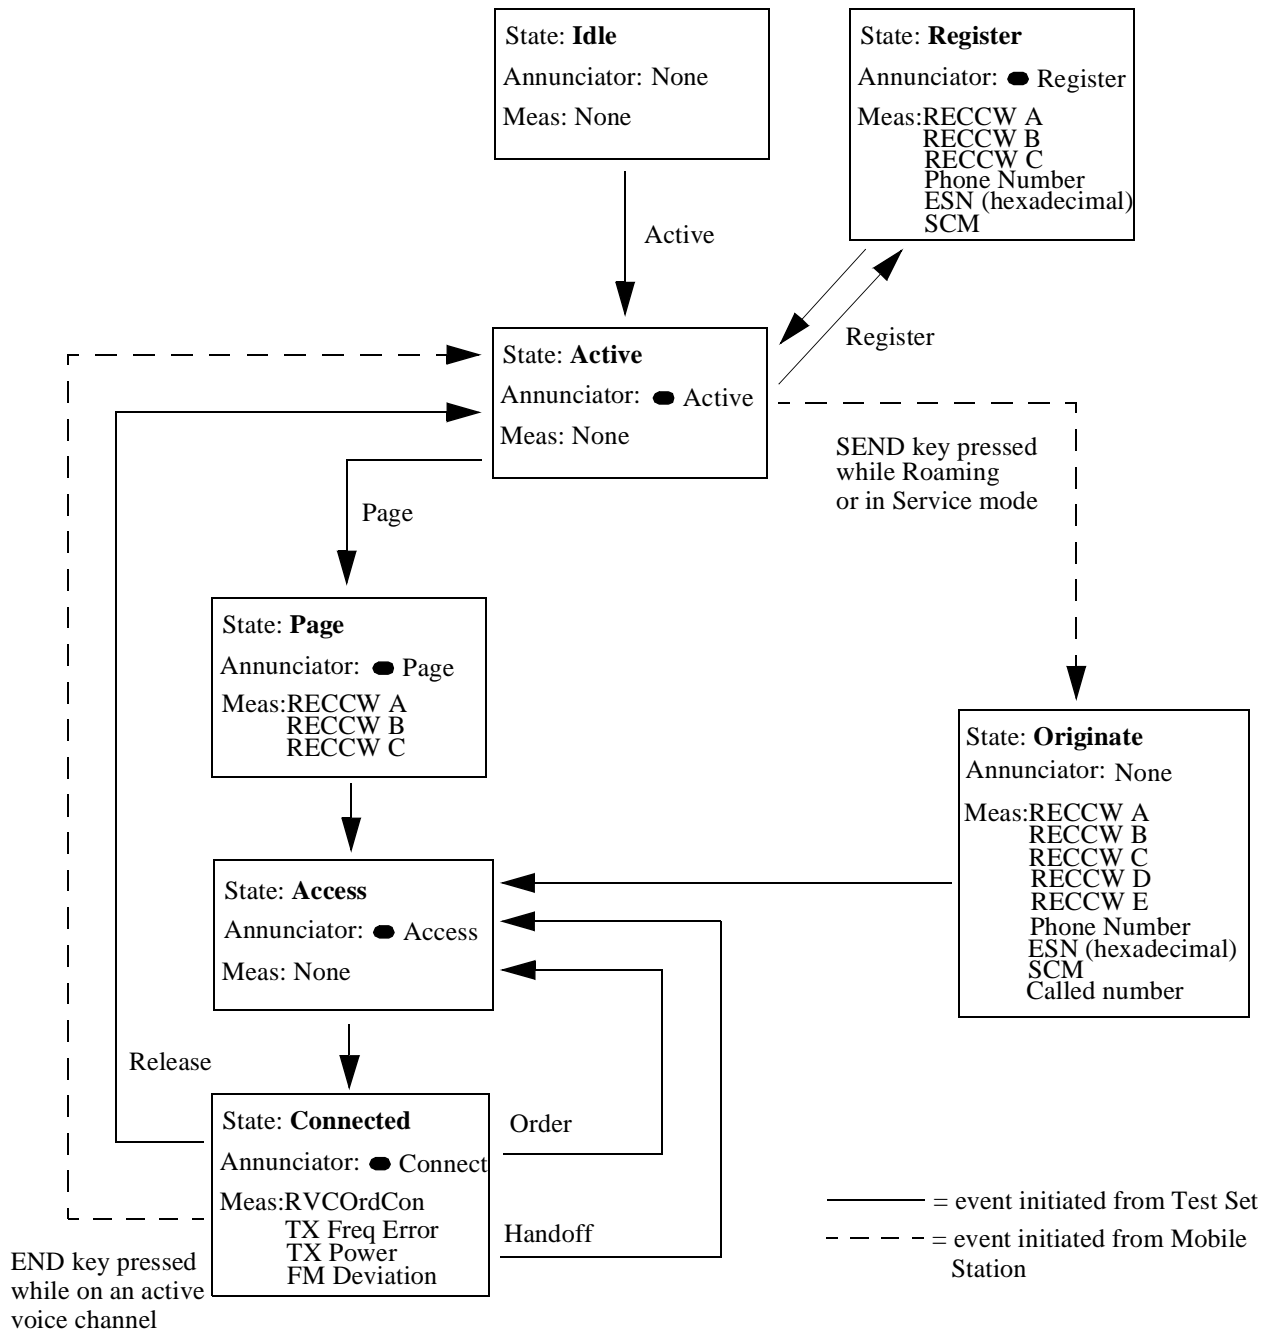 State: Idle
Annunciator: None
Meas: None
State: Register
Annunciator: Register
Meas:RECCW A
RECCW B
RECCW C
Phone Number
ESN (hexadecimal)
SCM
Active
Register
State: Active
Annunciator: Active
Meas: None
SEND key pressed
while Roaming
or in Service mode
Page
State: Page
Annunciator: Page
Meas:RECCW A
RECCW B
RECCW C
State: Originate
Annunciator: None
Meas:RECCW A
RECCW B
RECCW C
RECCW D
RECCW E
Phone Number
ESN (hexadecimal)
SCM
Called number
State: Access
Annunciator: Access
Meas: None
Release
State: Connected
Annunciator: Connect
Meas:RVCOrdCon
TX Freq Error
TX Power
FM Deviation
Order
Handoff
END key pressed
while on an active
voice channel
= event initiated from Test Set
= event initiated from Mobile
Station